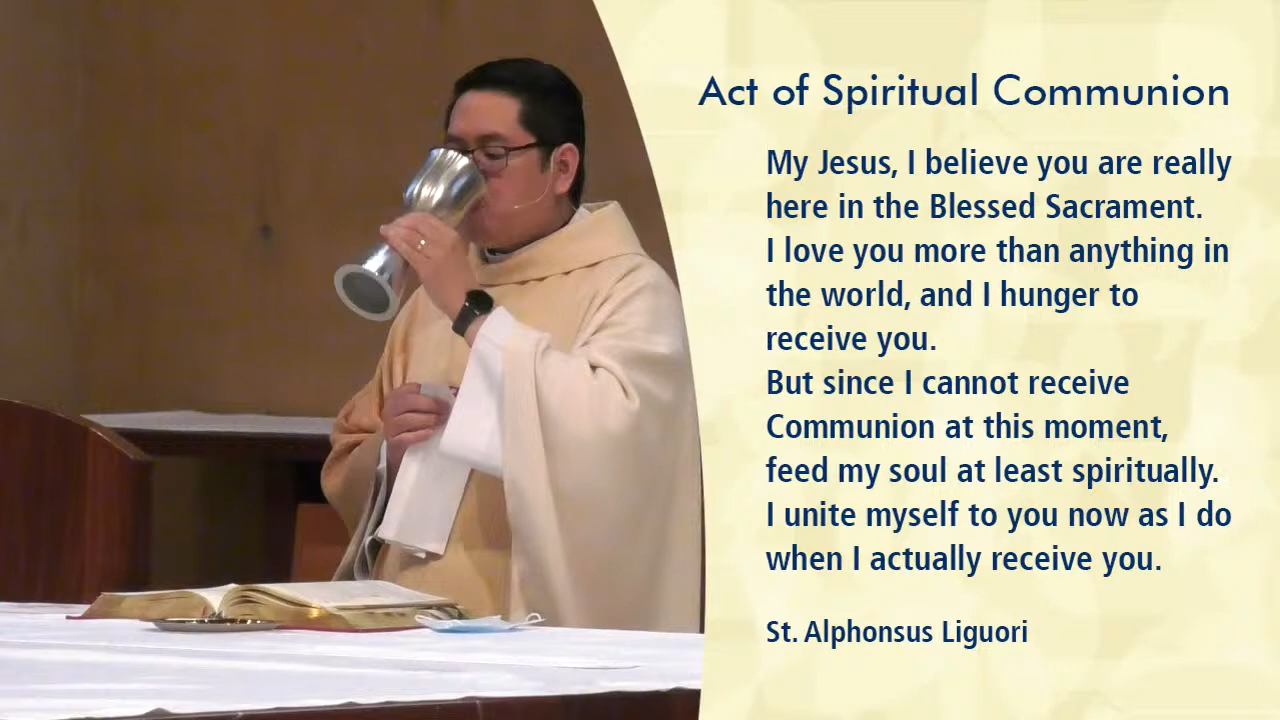 Act of Spiritual Communion
My Jesus, I believe you are really
here in the Blessed Sacrament.
I love you more than anything in
the world, and I hunger to
receive you.
But since I cannot receive
Communion at this moment,
feed my soul at least spiritually.
I unite myself to you now as I do
when I actually receive you.
St. Alphonsus Liguori